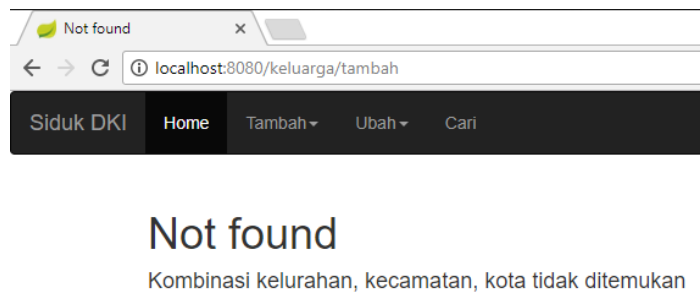 Not found
localhost:8080/keluarga/tambah
Siduk DKI Home Tambah Ubah Cari
Not found
Kombinasi kelurahan, kecamatan, kota tidak ditemukan